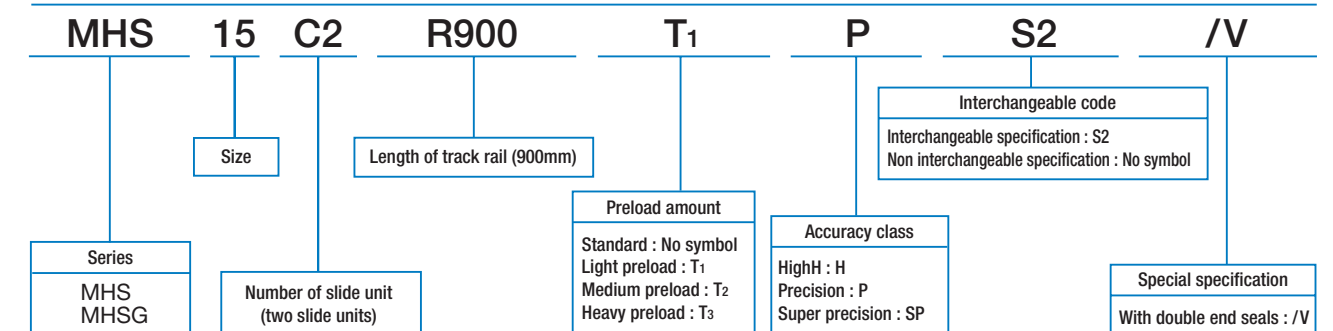 MHS 15 C2 R900 T1 P S2 /V
Interchangeable code
Interchangeable specification : S2
Non interchangeable specification : No symbol
Size
Length of track rail (900mm)
Preload amount
Standard : No symbol
Light preload : T1
Medium preload : T2
Heavy preload : T3
Accuracy class
HighH : H
Precision : P
Super precision : SP
Series
MHS
MHSG
Number of slide unit
(two slide units)
Special specification
With double end seals : /V